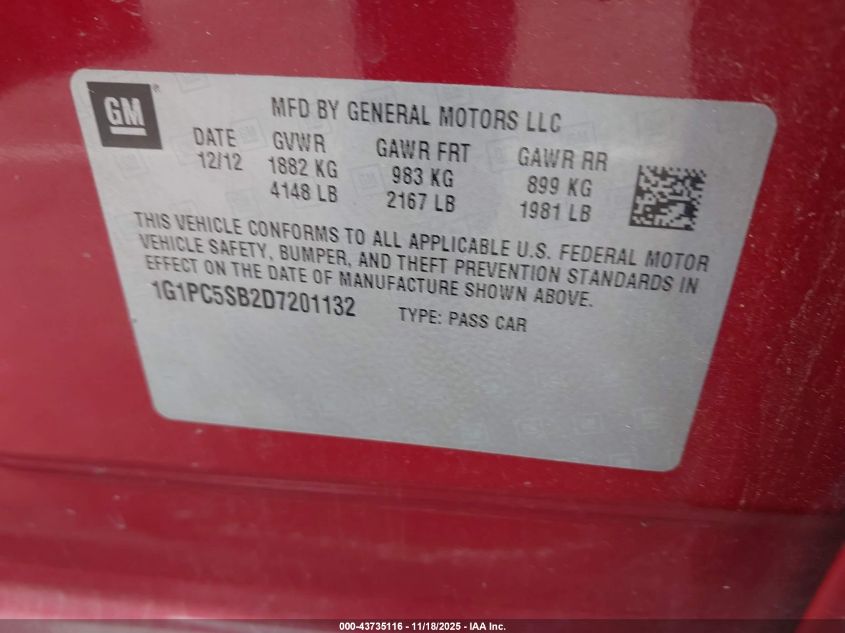 GM®
MFD BY GENERAL MOTORS LLC
DATE GVWR GAWR FRT GAWR RR
12/12 1882 KG 983 KG 899 KG
4148 LB 2167 LB 1981 LB
THIS VEHICLE CONFORMS TO ALL APPLICABLE U.S. FEDERAL MOTOR
VEHICLE SAFETY, BUMPER, AND THEFT PREVENTION STANDARDS IN
EFFECT ON THE DATE OF MANUFACTURE SHOWN ABOVE.
1G1PC5SB2D7201132 TYPE: PASS CAR
000-43735116 - 11/18/2025 - IAA Inc.